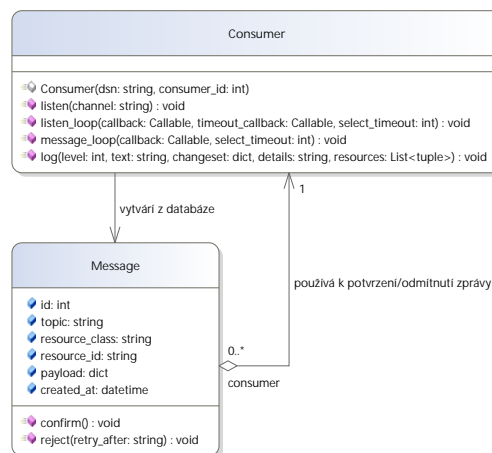 Consumer
Consumer(dsn: string, consumer_id: int)
listen(channel: string) : void
listen_loop(callback: Callable, timeout_callback: Callable, select_timeout: int) : void
message_loop(callback: Callable, select_timeout: int) : void
log(level: int, text: string, changeset: dict, details: string, resources: List<tuple>) : void
1
vytvárí z databáze
Message
používá k potvrzení/odmítnutí zprávy
id: int
topic: string
resource_class: string
resource_id: string
payload: dict
created_at: datetime
0..*
consumer
confirm() : void
reject(retry_after: string) : void